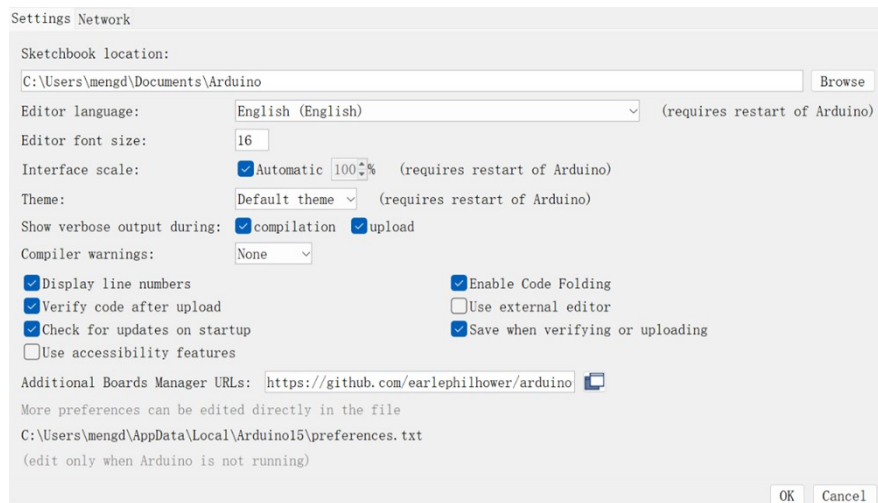 Settings Network
Sketchbook location:
C:\Users\mengd\Documents\Arduino Browse
Editor language: English (English) (requires restart of Arduino)
Editor font size: 16
Interface scale: Automatic 100 % (requires restart of Arduino)
Theme: Default theme (requires restart of Arduino)
Show verbose output during: compilation upload
Compiler warnings: None
Display line numbers Enable Code Folding
Verify code after upload Use external editor
Check for updates on startup Save when verifying or uploading
Use accessibility features
Additional Boards Manager URLs: https://github.com/earlephilhower/arduino
More preferences can be edited directly in the file
C:\Users\mengd\AppData\Local\Arduino15\preferences.txt
(edit only when Arduino is not running)
OK Cancel